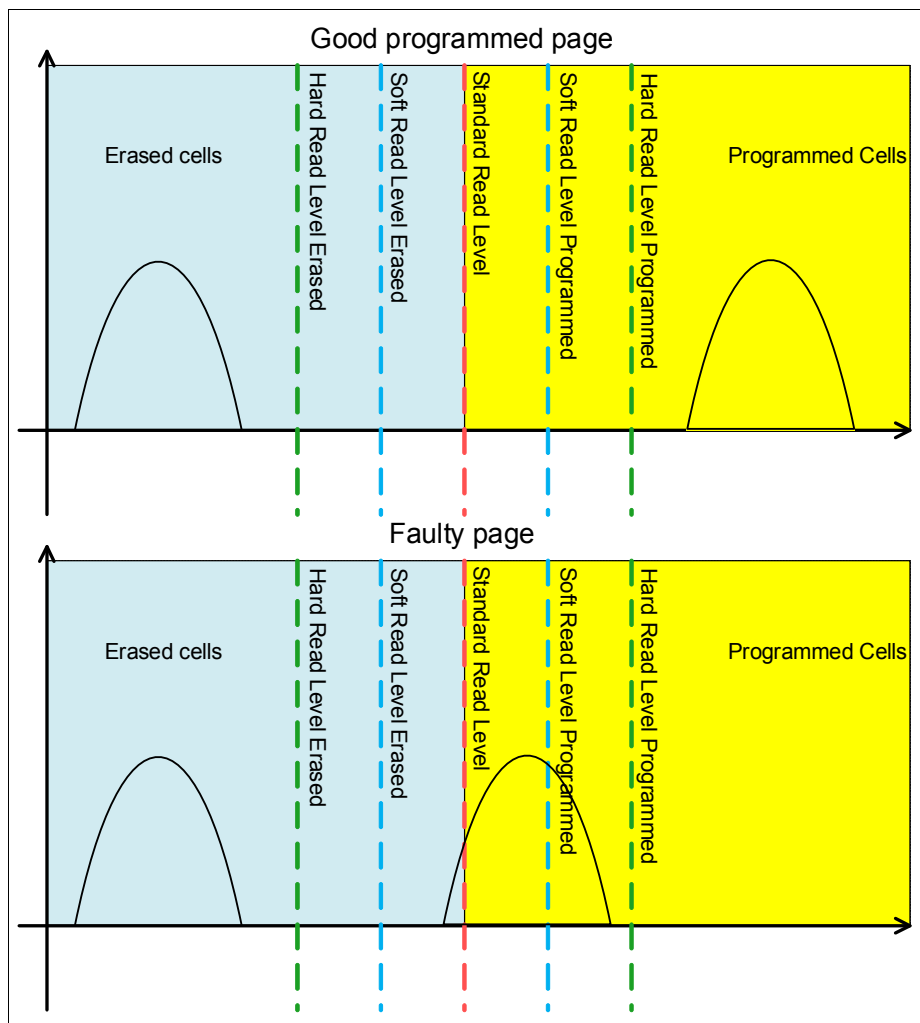 Good programmed page
Erased cells
Hard Read Level Erased
Soft Read Level Erased
Standard Read Level
Soft Read Level Programmed
Hard Read Level Programmed
Programmed Cells
Faulty page
Erased cells
Hard Read Level Erased
Soft Read Level Erased
Standard Read Level
Soft Read Level Programmed
Hard Read Level Programmed
Programmed Cells